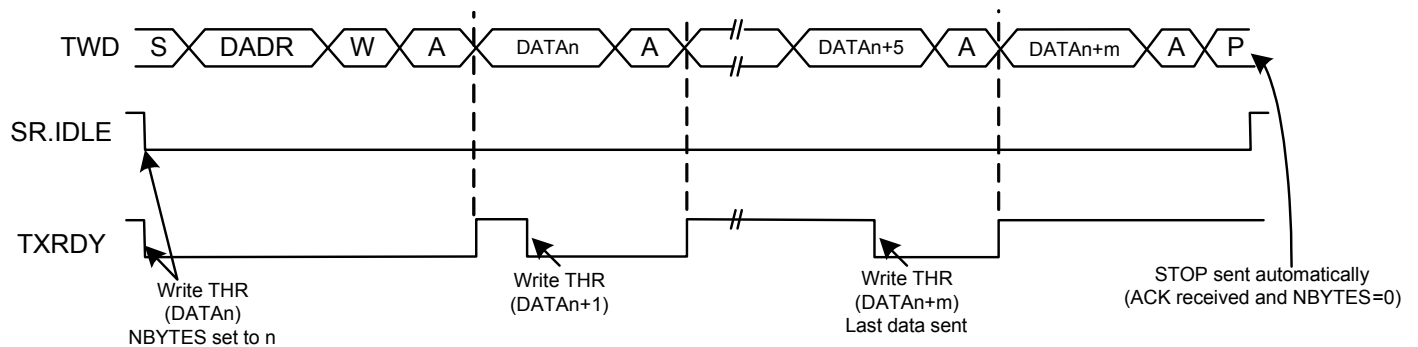 TWD S DADR W A DATAn A DATAn+5 A DATAn+m A P
SR.IDLE
TXRDY
Write THR
(DATAn)
NBYTES set to n
Write THR
(DATAn+1)
Write THR
(DATAn+m)
Last data sent
STOP sent automatically
(ACK received and NBYTES=0)